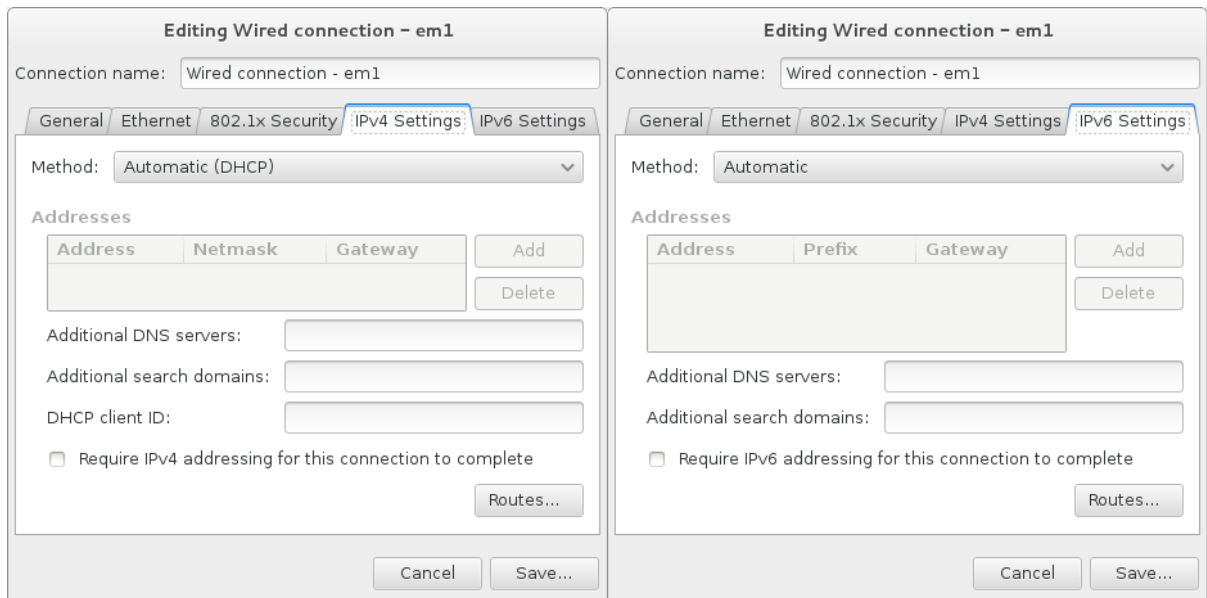 Editing Wired connection – em1
Connection name: Wired connection - em1
General Ethernet 802.1x Security IPv4 Settings IPv6 Settings
Method: Automatic (DHCP)
Addresses
Address Netmask Gateway
Add
Delete
Additional DNS servers:
Additional search domains:
DHCP client ID:
Require IPv4 addressing for this connection to complete
Routes...
Cancel Save...
Editing Wired connection – em1
Connection name: Wired connection - em1
General Ethernet 802.1x Security IPv4 Settings IPv6 Settings
Method: Automatic
Addresses
Address Prefix Gateway
Add
Delete
Additional DNS servers:
Additional search domains:
Require IPv6 addressing for this connection to complete
Routes...
Cancel Save...